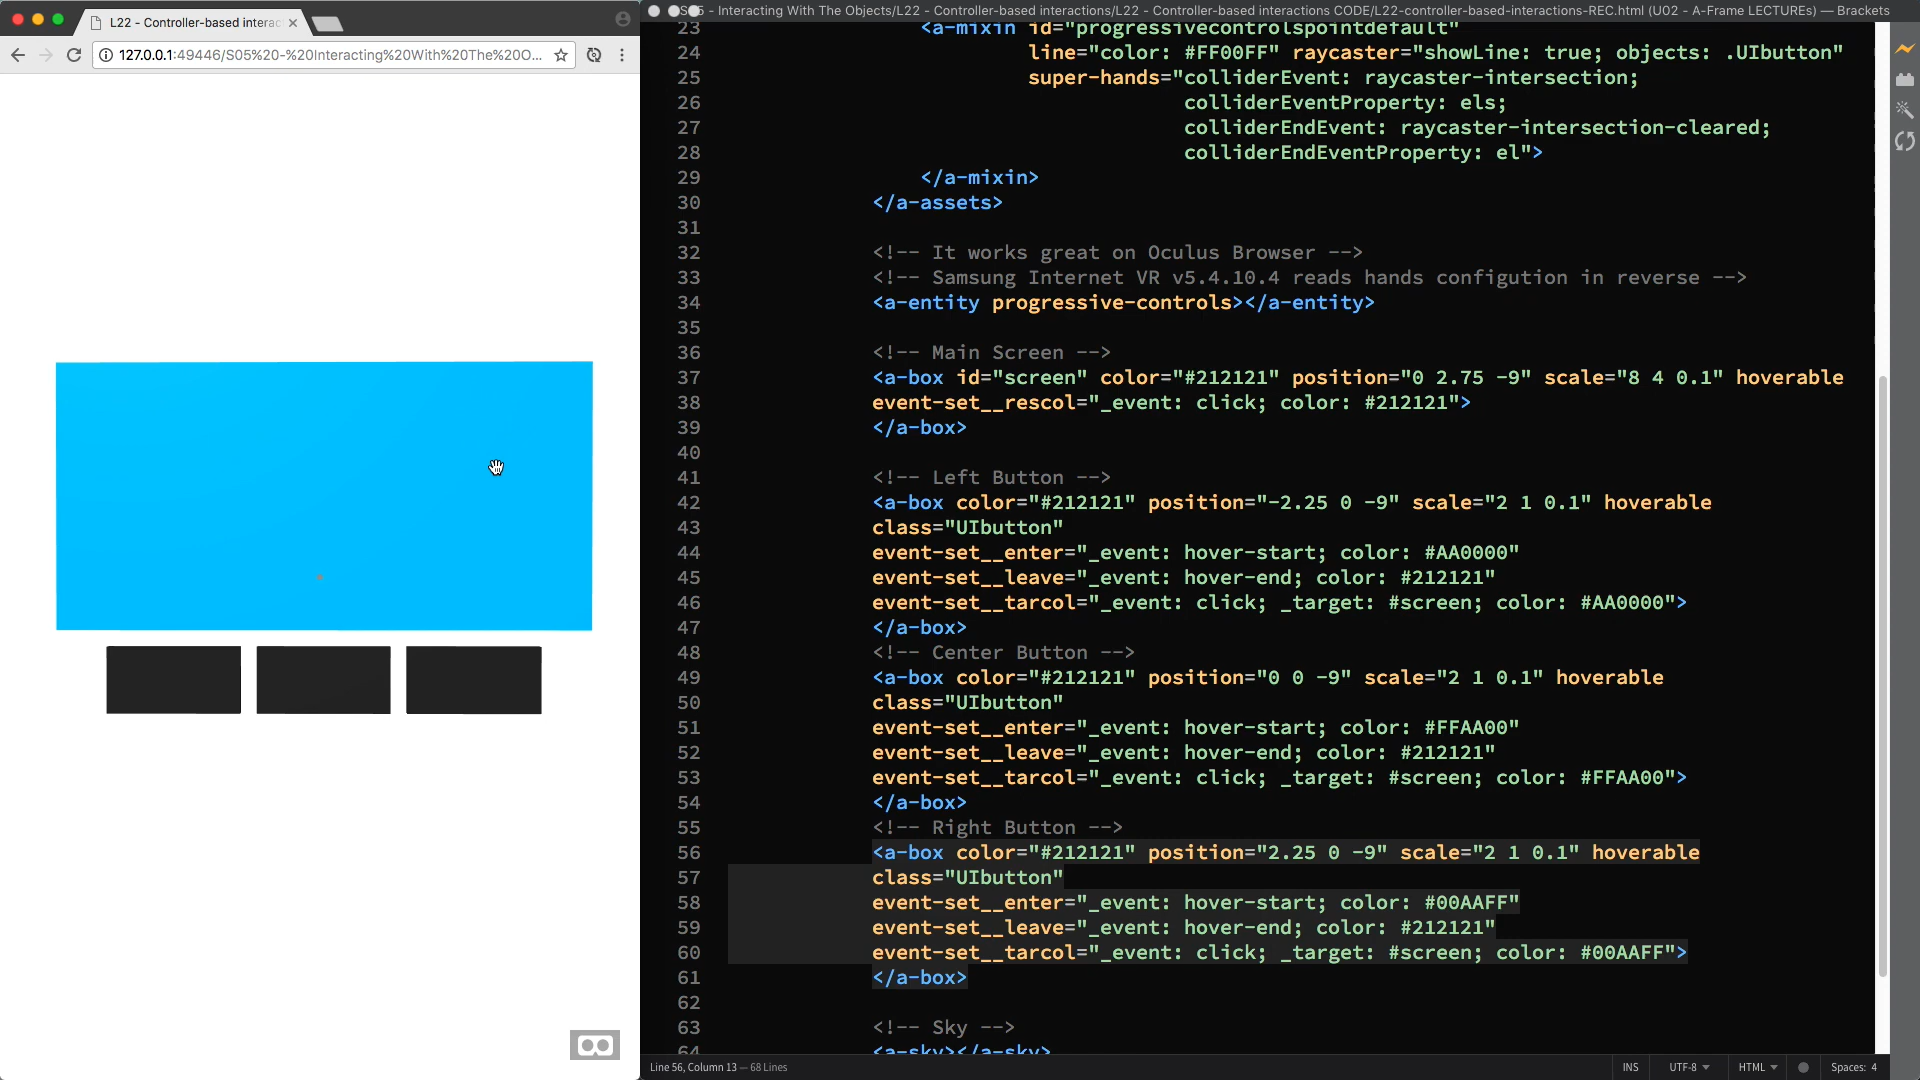 L22 - Controller-based interac
127.0.0.1:49446/S05%20-%20Interacting%20With%20The%20O...
- Interacting With The Objects/L22 - Controller-based interactions/L22 - Controller-based interactions CODE/L22-controller-based-interactions-REC.html (U02 - A-Frame LECTUREs) — Brackets
23 <a-mixin id="progressivecontrolspointdefault"
24 line="color: #FF00FF" raycaster="showLine: true; objects: .UIbutton"
25 super-hands="colliderEvent: raycaster-intersection;
26 colliderEventProperty: els;
27 colliderEndEvent: raycaster-intersection-cleared;
28 colliderEndEventProperty: el">
29 </a-mixin>
30 </a-assets>
31
32 <!-- It works great on Oculus Browser -->
33 <!-- Samsung Internet VR v5.4.10.4 reads hands configution in reverse -->
34 <a-entity progressive-controls></a-entity>
35
36 <!-- Main Screen -->
37 <a-box id="screen" color="#212121" position="0 2.75 -9" scale="8 4 0.1" hoverable
38 event-set__rescol="_event: click; color: #212121">
39 </a-box>
40
41 <!-- Left Button -->
42 <a-box color="#212121" position="-2.25 0 -9" scale="2 1 0.1" hoverable
43 class="UIbutton"
44 event-set__enter="_event: hover-start; color: #AA0000"
45 event-set__leave="_event: hover-end; color: #212121"
46 event-set__tarcol="_event: click; _target: #screen; color: #AA0000">
47 </a-box>
48 <!-- Center Button -->
49 <a-box color="#212121" position="0 0 -9" scale="2 1 0.1" hoverable
50 class="UIbutton"
51 event-set__enter="_event: hover-start; color: #FFAA00"
52 event-set__leave="_event: hover-end; color: #212121"
53 event-set__tarcol="_event: click; _target: #screen; color: #FFAA00">
54 </a-box>
55 <!-- Right Button -->
56 <a-box color="#212121" position="2.25 0 -9" scale="2 1 0.1" hoverable
57 class="UIbutton"
58 event-set__enter="_event: hover-start; color: #00AAFF"
59 event-set__leave="_event: hover-end; color: #212121"
60 event-set__tarcol="_event: click; _target: #screen; color: #00AAFF">
61 </a-box>
62
63 <!-- Sky -->
64 <a-sky></a-sky>
Line 56, Column 13 — 68 Lines
INS UTF-8 HTML Spaces: 4